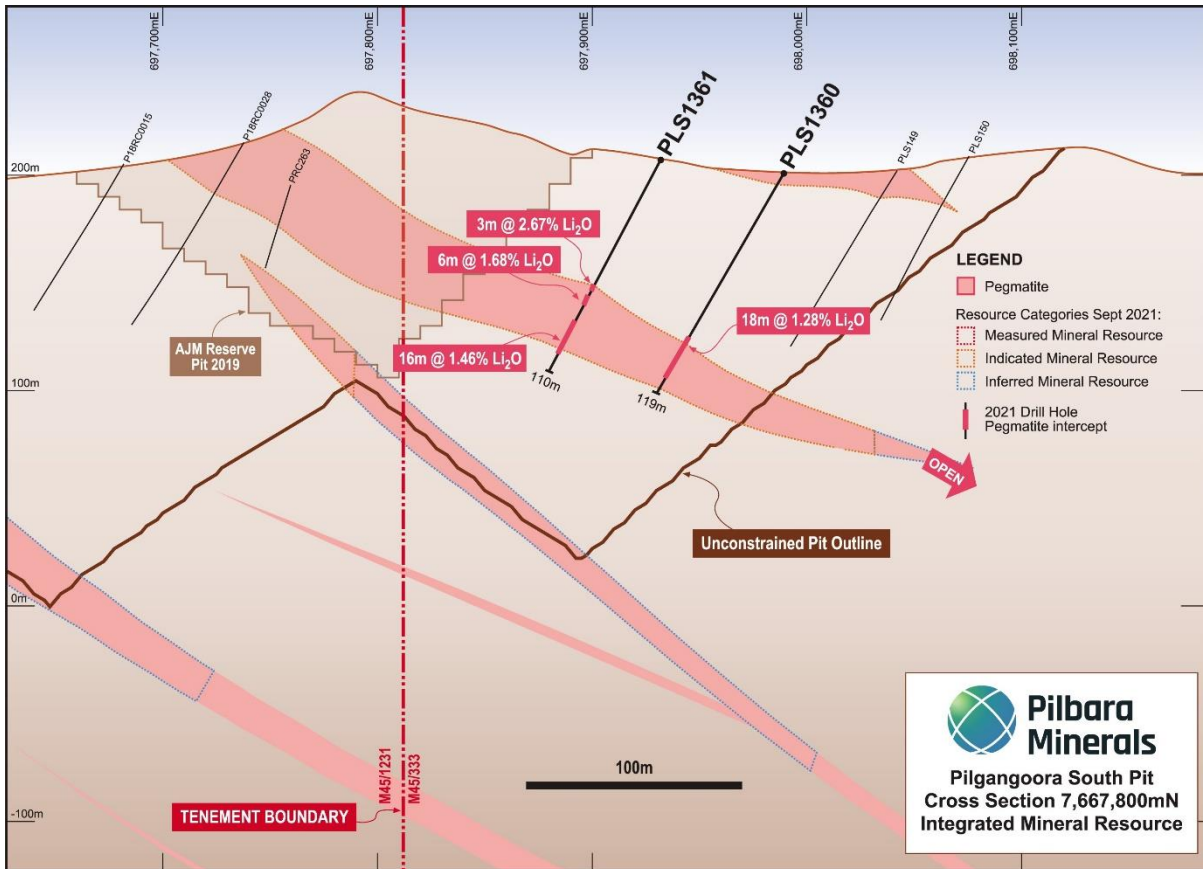 697,700mE
697,800mE
697,900mE
698,000mE
698,100mE
P18RC0015
P18RC0028
PRC263
PLS1361
PLS1360
PLS149
PLS150
200m
100m
0m
-100m
3m @ 2.67% Li₂O
6m @ 1.68% Li₂O
16m @ 1.46% Li₂O
18m @ 1.28% Li₂O
110m
119m
AJM Reserve
Pit 2019
LEGEND
Pegmatite
Resource Categories Sept 2021:
Measured Mineral Resource
Indicated Mineral Resource
Inferred Mineral Resource
2021 Drill Hole
Pegmatite intercept
OPEN
Unconstrained Pit Outline
M45/1231
M45/333
TENEMENT BOUNDARY
100m
Pilbara
Minerals
Pilgangoora South Pit
Cross Section 7,667,800mN
Integrated Mineral Resource